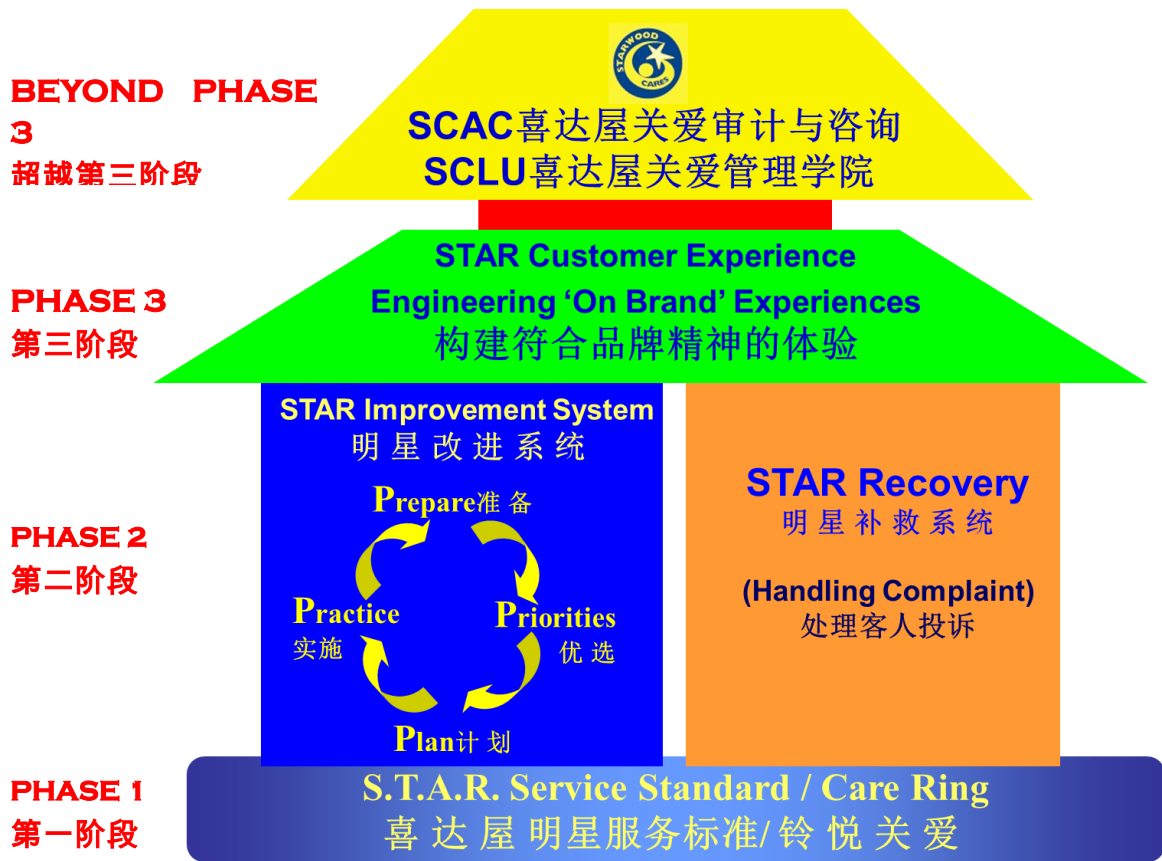 STARWOOD
CARES
BEYOND PHASE
3
超越第三阶段
SCAC喜达屋关爱审计与咨询
SCLU喜达屋关爱管理学院
PHASE 3
第三阶段
STAR Customer Experience
Engineering ‘On Brand’ Experiences
构建符合品牌精神的体验
PHASE 2
第二阶段
STAR Improvement System
明星改进系统
Prepare准备
Priorities
优选
Plan计划
Practice
实施
STAR Recovery
明星补救系统
(Handling Complaint)
处理客人投诉
PHASE 1
第一阶段
S.T.A.R. Service Standard / Care Ring
喜达屋明星服务标准/铃悦关爱